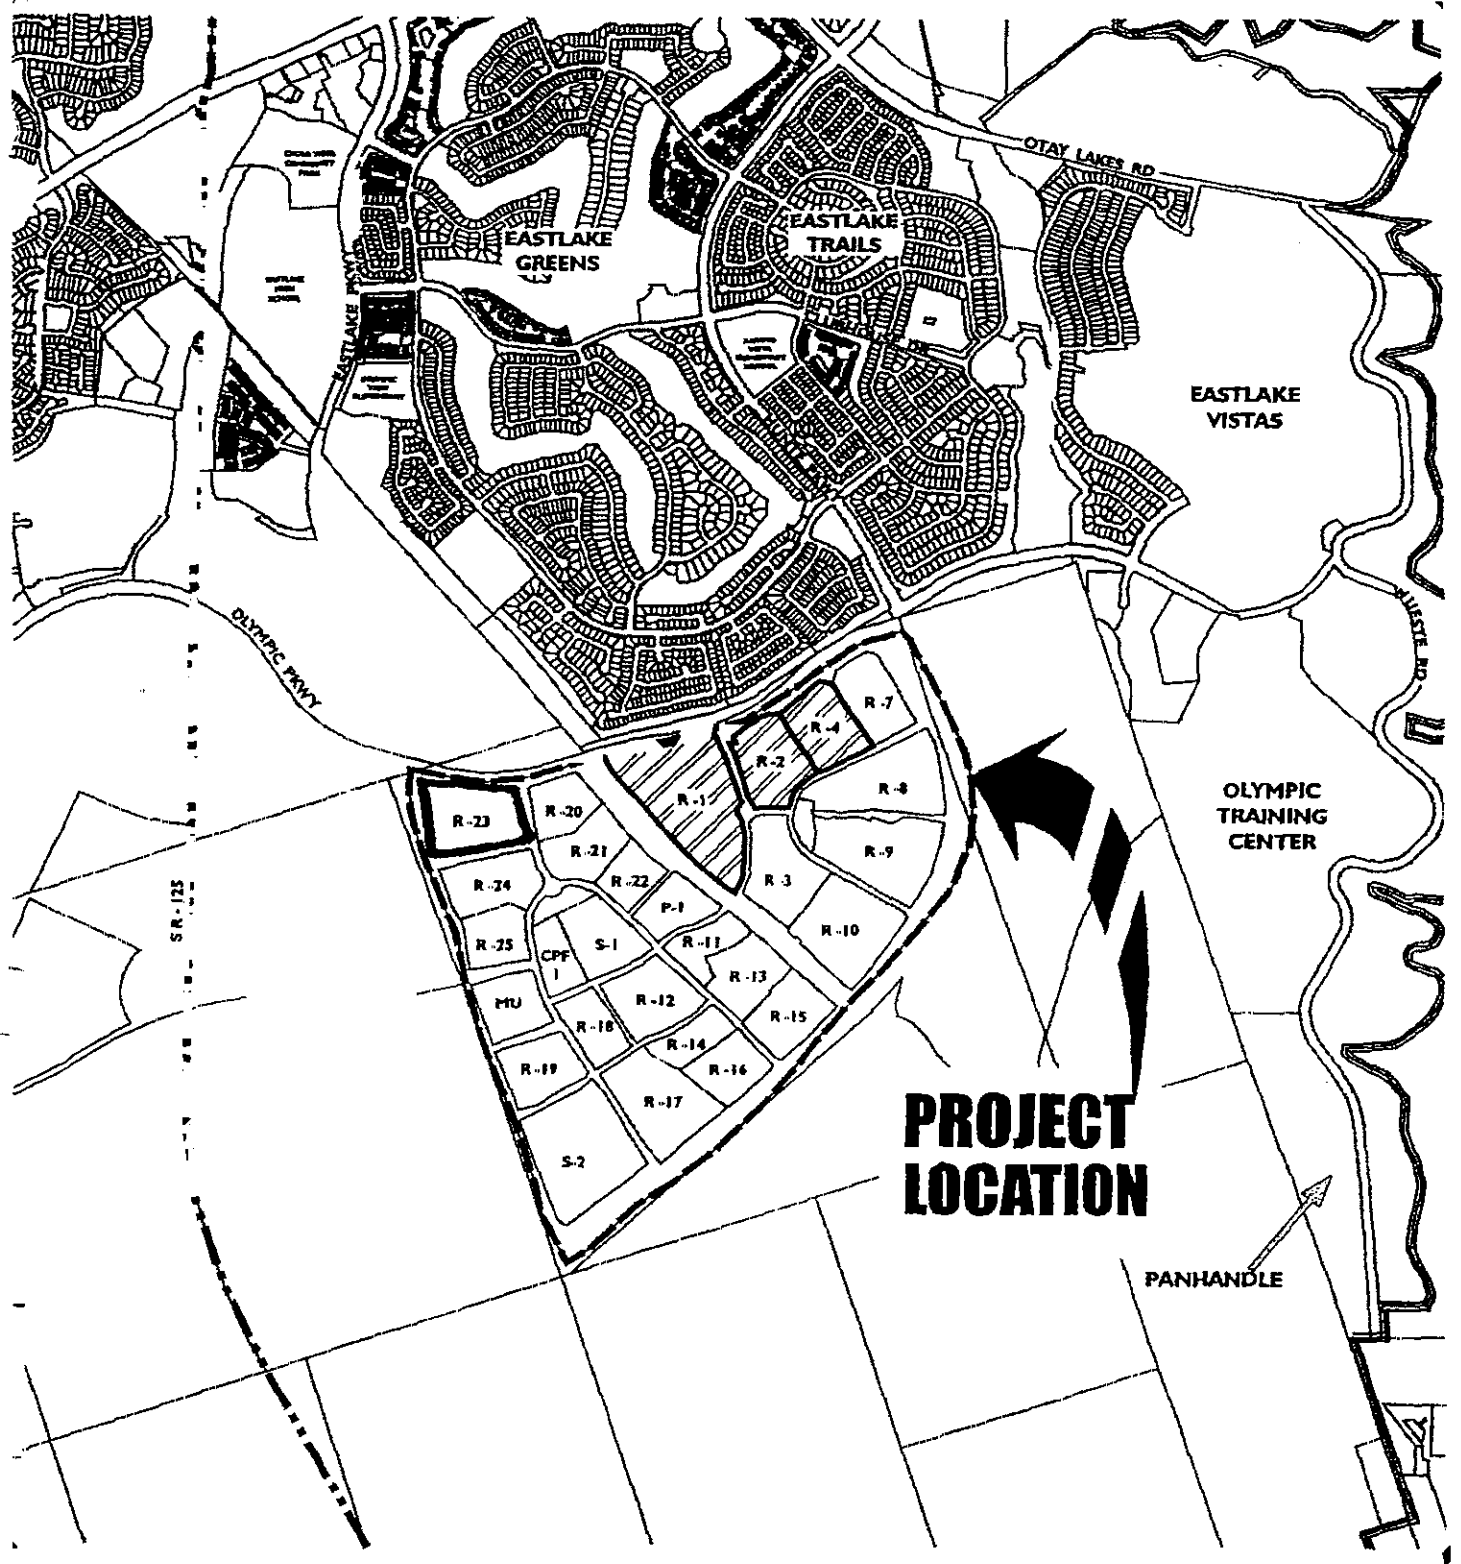 OTAY LAKES RD
EASTLAKE
GREENS
EASTLAKE
TRAILS
EASTLAKE PKWY
EASTLAKE
VISTAS
OLYMPIC PKWY
R-7
R-4
R-2
R-1
R-8
R-23
R-20
R-9
R-21
R-24
R-22
R-3
P-1
R-10
R-25
S-1
R-11
CPF
1
R-13
MU
R-12
R-18
R-15
R-14
R-19
R-16
R-17
S-2
SR-125
OLYMPIC
TRAINING
CENTER
PROJECT
LOCATION
PANHANDLE